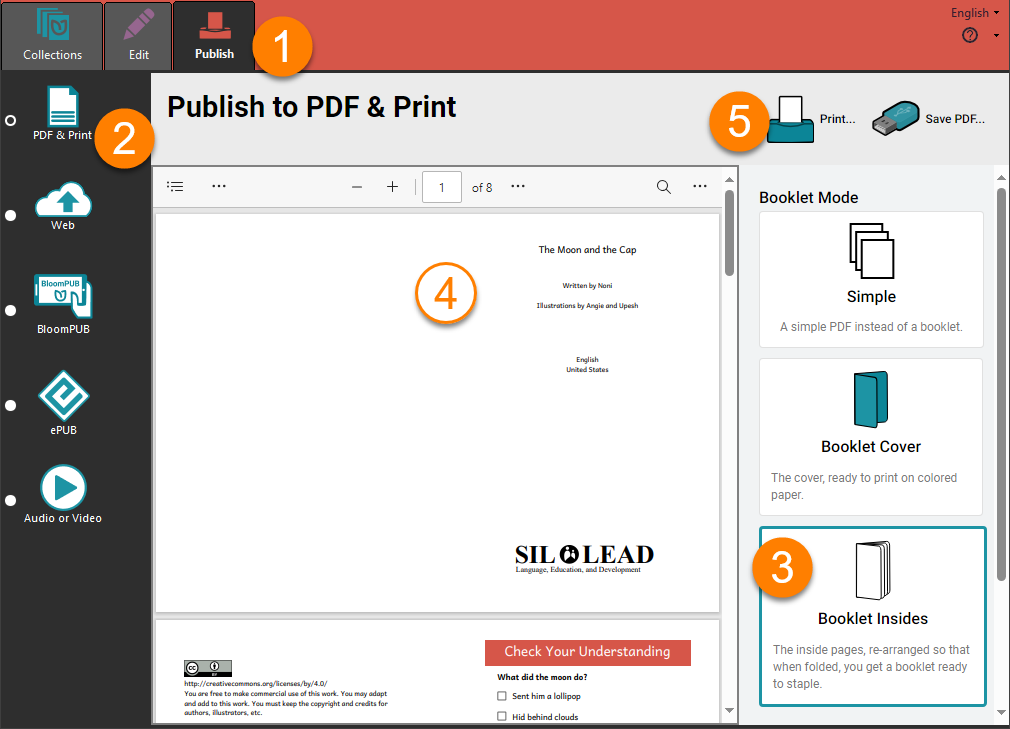 Collections
Edit
Publish
1
English
?
PDF & Print
2
Web
BloomPUB
BloomPUB
ePUB
Audio or Video
Publish to PDF & Print
5
Print...
Save PDF...
1 of 8
The Moon and the Cap
Written by Noni
Illustrations by Angie and Upesh
4
English
United States
SIL LEAD
Language, Education, and Development
cc BY
http://creativecommons.org/licenses/by/4.0/
You are free to make commercial use of this work. You may adapt
and add to this work. You must keep the copyright and credits for
authors, illustrators, etc.
Check Your Understanding
What did the moon do?
Sent him a lollipop
Hid behind clouds
Booklet Mode
Simple
A simple PDF instead of a booklet.
Booklet Cover
The cover, ready to print on colored
paper.
3
Booklet Insides
The inside pages, re-arranged so that
when folded, you get a booklet ready
to staple.